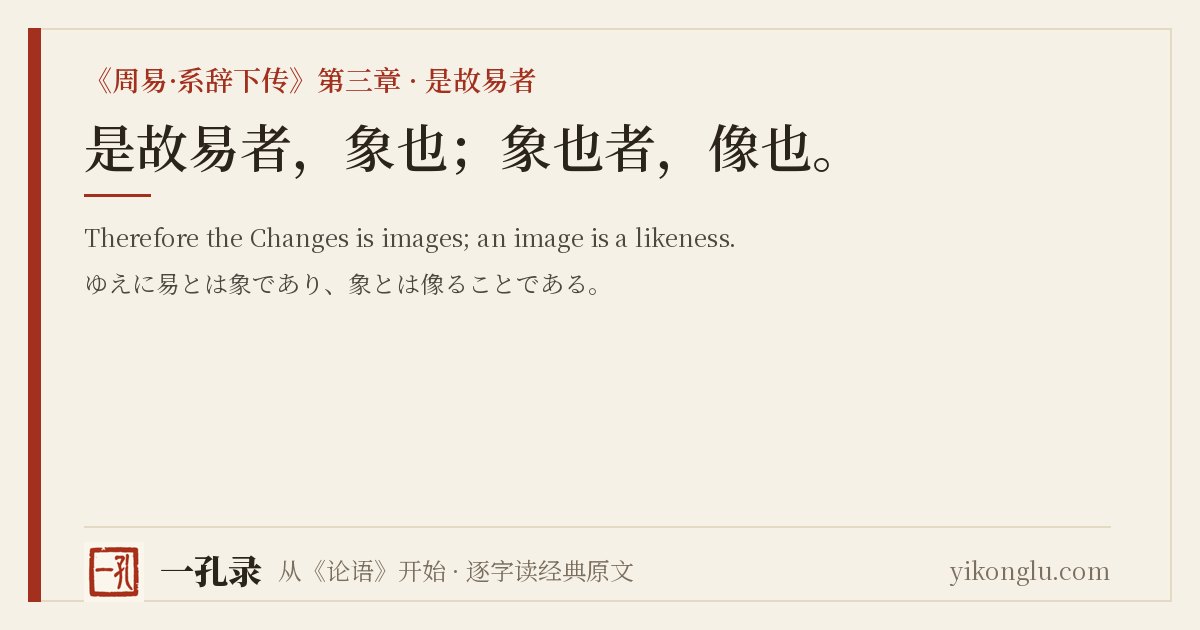 《周易·系辞下传》第三章 · 是故易者
是故易者，象也；象也者，像也。
Therefore the Changes is images; an image is a likeness.
ゆえに易とは象であり、象とは像ることである。
一孔
一孔录 从《论语》开始 · 逐字读经典原文 yikonglu.com